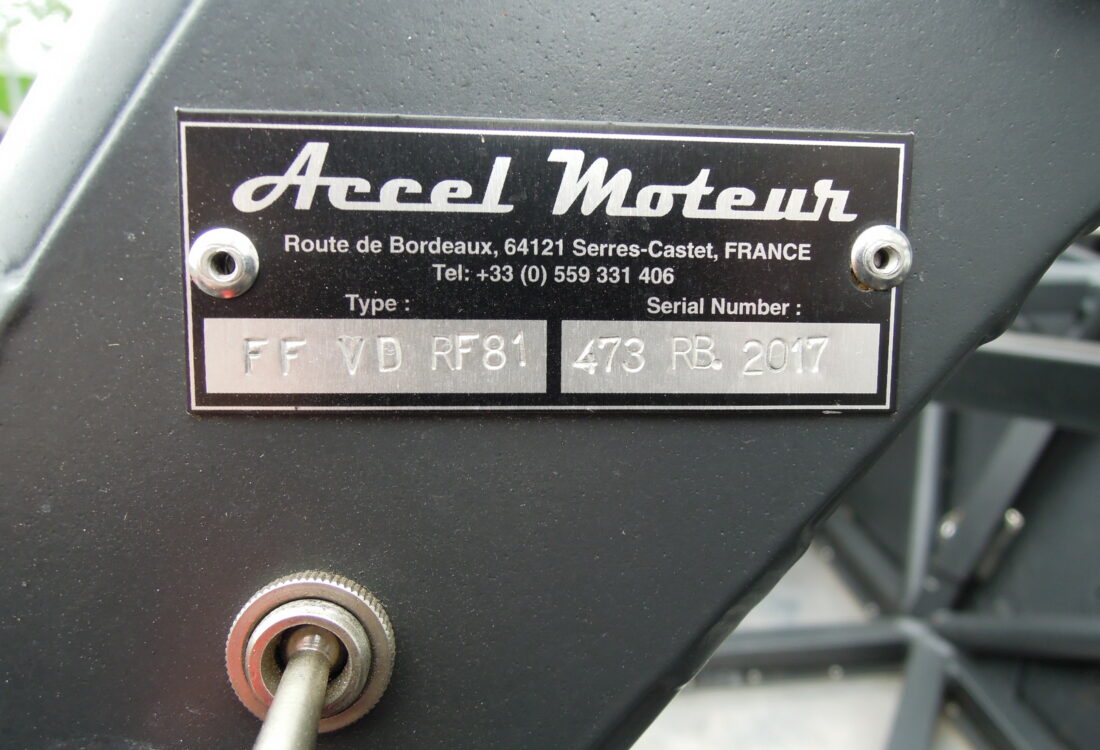 Accel Moteur
Route de Bordeaux, 64121 Serres-Castet, FRANCE
Tel: +33 (0) 559 331 406
Type : Serial Number :
FF VD RF81 473 RB. 2017